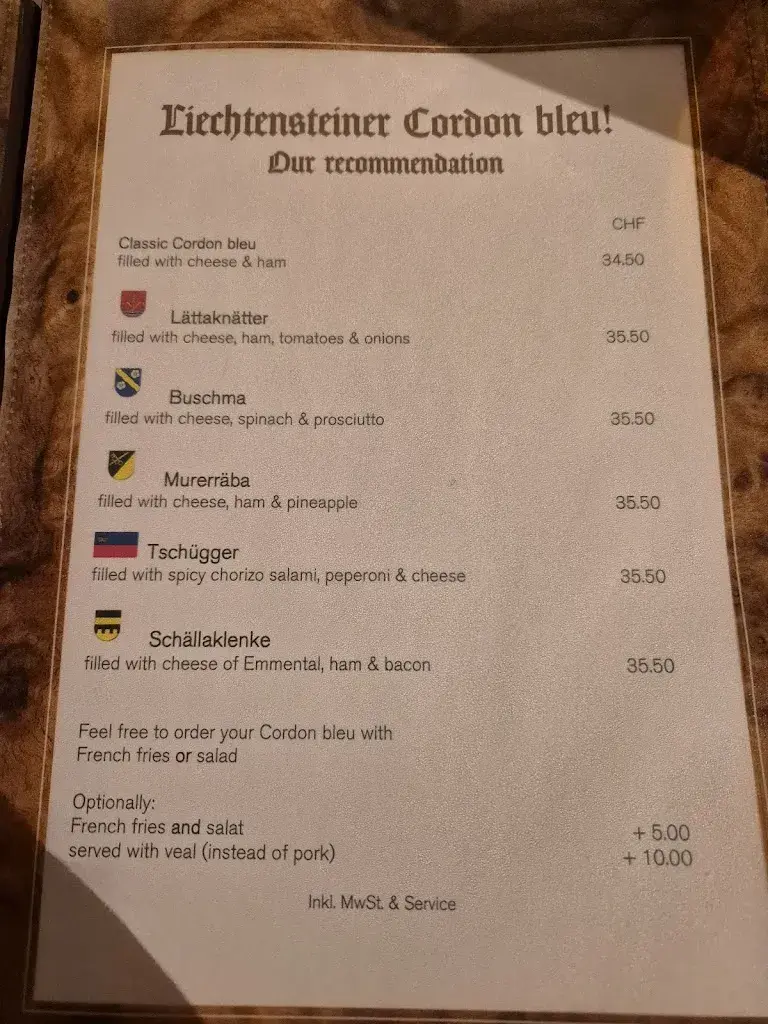 Liechtensteiner Cordon bleu!
Our recommendation
CHF
Classic Cordon bleu
filled with cheese & ham 34.50
Lättaknätter
filled with cheese, ham, tomatoes & onions 35.50
Buschma
filled with cheese, spinach & prosciutto 35.50
Murerräba
filled with cheese, ham & pineapple 35.50
Tschügger
filled with spicy chorizo salami, peperoni & cheese 35.50
Schällaklenke
filled with cheese of Emmental, ham & bacon 35.50
Feel free to order your Cordon bleu with
French fries or salad
Optionally:
French fries and salat + 5.00
served with veal (instead of pork) + 10.00
Inkl. MwSt. & Service